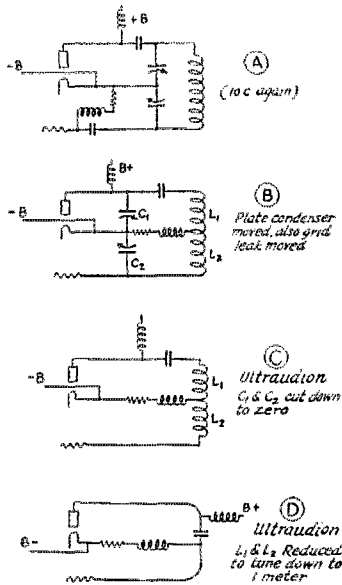 +B
-B
A
(10 c again)
B+
-B
C₁
C₂
L₁
L₂
B
Plate condenser
moved, also grid
leak moved
-B
L₁
L₂
C
Ultraudion
C₁ & C₂ cut down
to zero
B+
B-
D
Ultraudion
L₁ & L₂ Reduced
to tune down to
1 meter